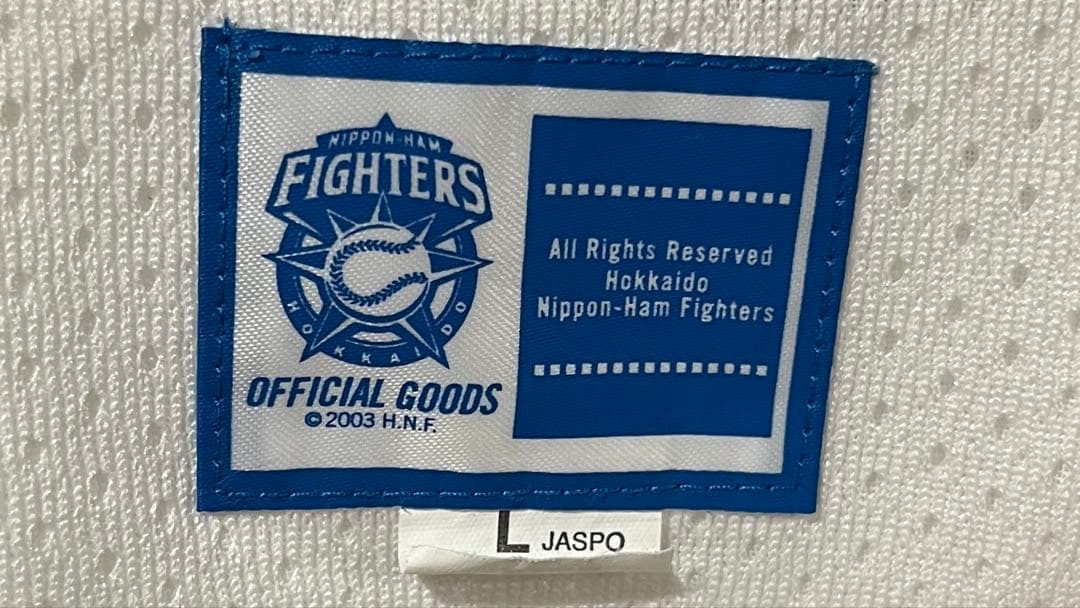 NIPPON-HAM
FIGHTERS
HOKKAIDO
OFFICIAL GOODS
©2003 H.N.F.
All Rights Reserved
Hokkaido
Nippon-Ham Fighters
L JASPO